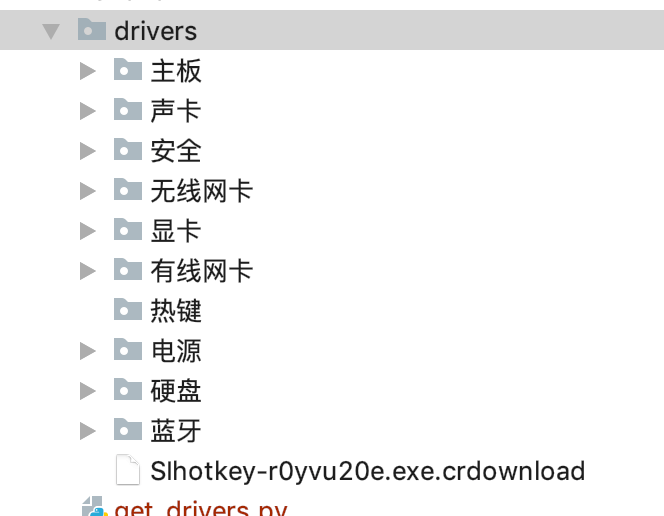 drivers
主板
声卡
安全
无线网卡
显卡
有线网卡
热键
电源
硬盘
蓝牙
SIhotkey-r0yvu20e.exe.crdownload
get_drivers.py